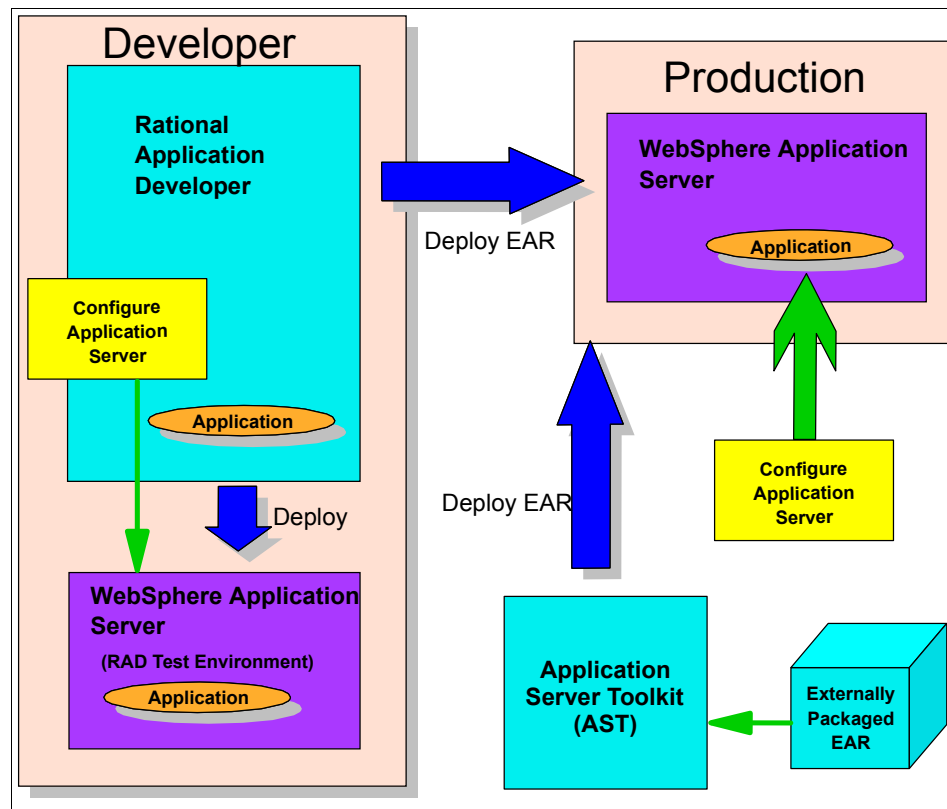 Developer
Rational
Application
Developer
Configure
Application
Server
Application
Deploy
WebSphere Application
Server
(RAD Test Environment)
Application
Deploy EAR
Production
WebSphere Application
Server
Application
Configure
Application
Server
Deploy EAR
Application
Server Toolkit
(AST)
Externally
Packaged
EAR